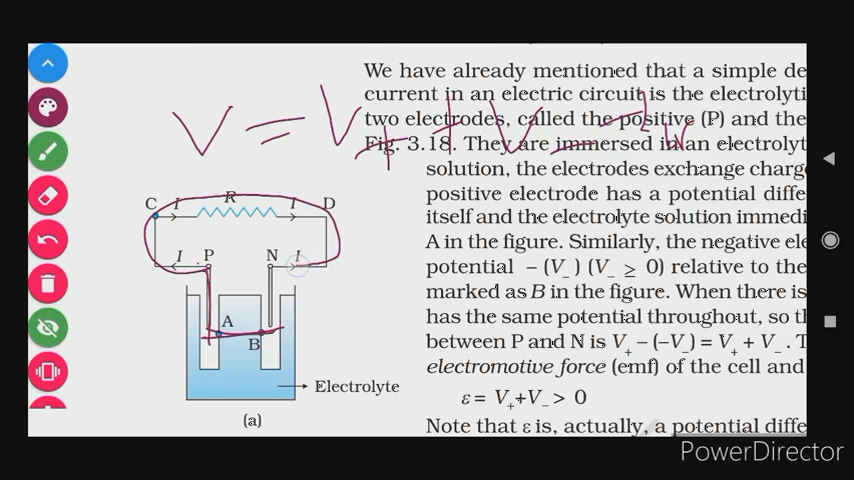 We have already mentioned that a simple de
current in an electric circuit is the electrolyti
two electrodes, called the positive (P) and the
Fig. 3.18. They are immersed in an electrolyt
solution, the electrodes exchange charg
positive electrode has a potential diffe
itself and the electrolyte solution immedi
A in the figure. Similarly, the negative ele
potential – (V₋) (V₋ ≥ 0) relative to the
marked as B in the figure. When there is
has the same potential throughout, so th
between P and N is V₊ – (–V₋) = V₊ + V₋. T
electromotive force (emf) of the cell and
ε = V₊+V₋ > 0
Note that ε is, actually, a potential diffe
V = V₊ + V₋
C I R I D
I P N I
A
B
Electrolyte
(a)
PowerDirector